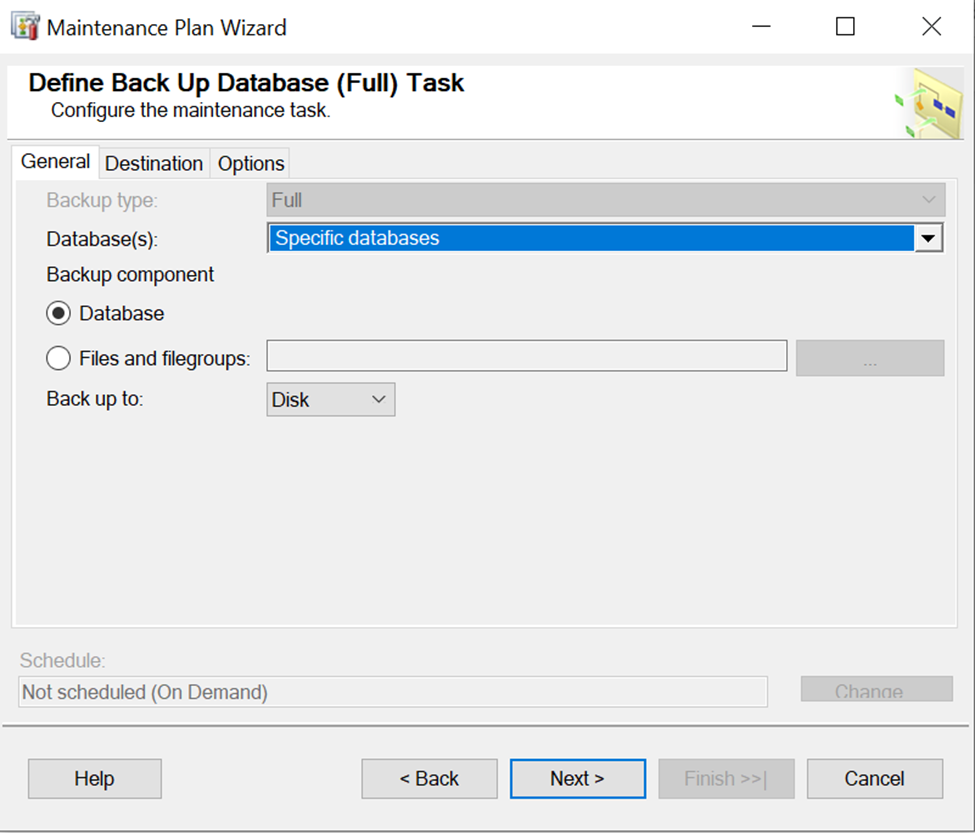 Maintenance Plan Wizard
Define Back Up Database (Full) Task
Configure the maintenance task.
General Destination Options
Backup type: Full
Database(s): Specific databases
Backup component
Database
Files and filegroups: ...
Back up to: Disk
Schedule:
Not scheduled (On Demand) Change
Help < Back Next > Finish >>| Cancel